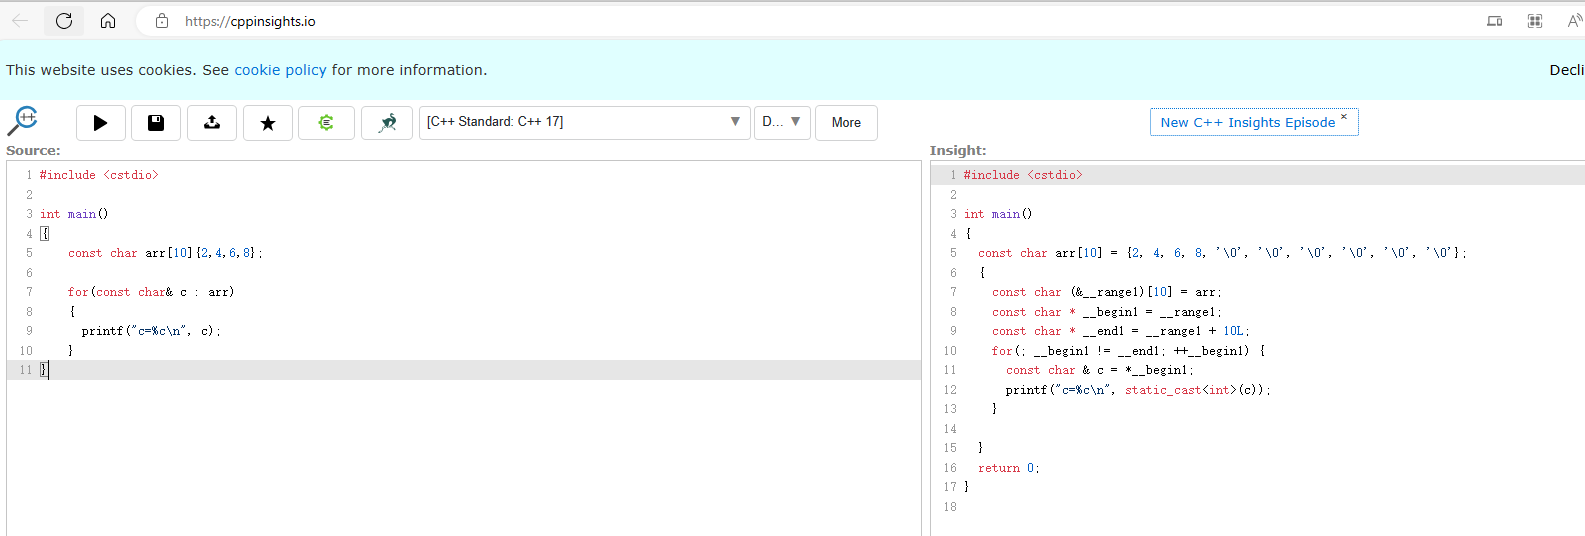 https://cppinsights.io
This website uses cookies. See cookie policy for more information.
Decli
[C++ Standard: C++ 17]
D...
More
New C++ Insights Episode ×
Source:
1 #include <cstdio>
2
3 int main()
4 {
5     const char arr[10]{2,4,6,8};
6
7     for(const char& c : arr)
8     {
9       printf("c=%c\n", c);
10     }
11 }
Insight:
1 #include <cstdio>
2
3 int main()
4 {
5   const char arr[10] = {2, 4, 6, 8, '\0', '\0', '\0', '\0', '\0', '\0'};
6   {
7     const char (&__range1)[10] = arr;
8     const char * __begin1 = __range1;
9     const char * __end1 = __range1 + 10L;
10     for(; __begin1 != __end1; ++__begin1) {
11       const char & c = *__begin1;
12       printf("c=%c\n", static_cast<int>(c));
13     }
14
15   }
16   return 0;
17 }
18